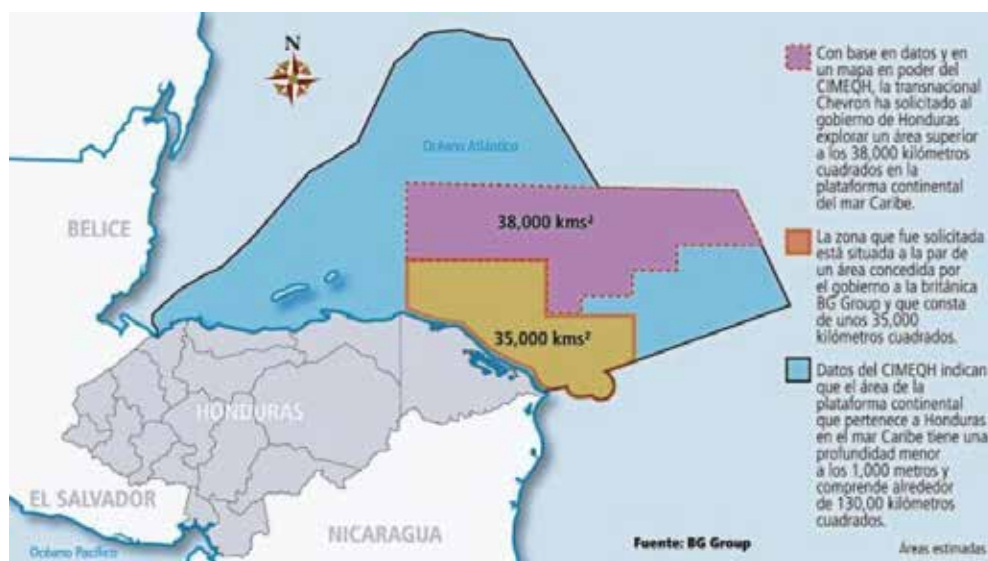 N
Océano Atlántico
BELICE
38,000 kms²
35,000 kms²
HONDURAS
EL SALVADOR
NICARAGUA
Océano Pacífico
Fuente: BG Group
Con base en datos y en
un mapa en poder del
CIMEQH, la transnacional
Chevron ha solicitado al
gobierno de Honduras
explorar un área superior
a los 38,000 kilómetros
cuadrados en la
plataforma continental
del mar Caribe.
La zona que fue solicitada
está situada a la par de
un área concedida por
el gobierno a la británica
BG Group y que consta
de unos 35,000
kilómetros cuadrados.
Datos del CIMEQH indican
que el área de la
plataforma continental
que pertenece a Honduras
en el mar Caribe tiene una
profundidad menor
a los 1,000 metros y
comprende alrededor
de 130,00 kilómetros
cuadrados.
Áreas estimadas